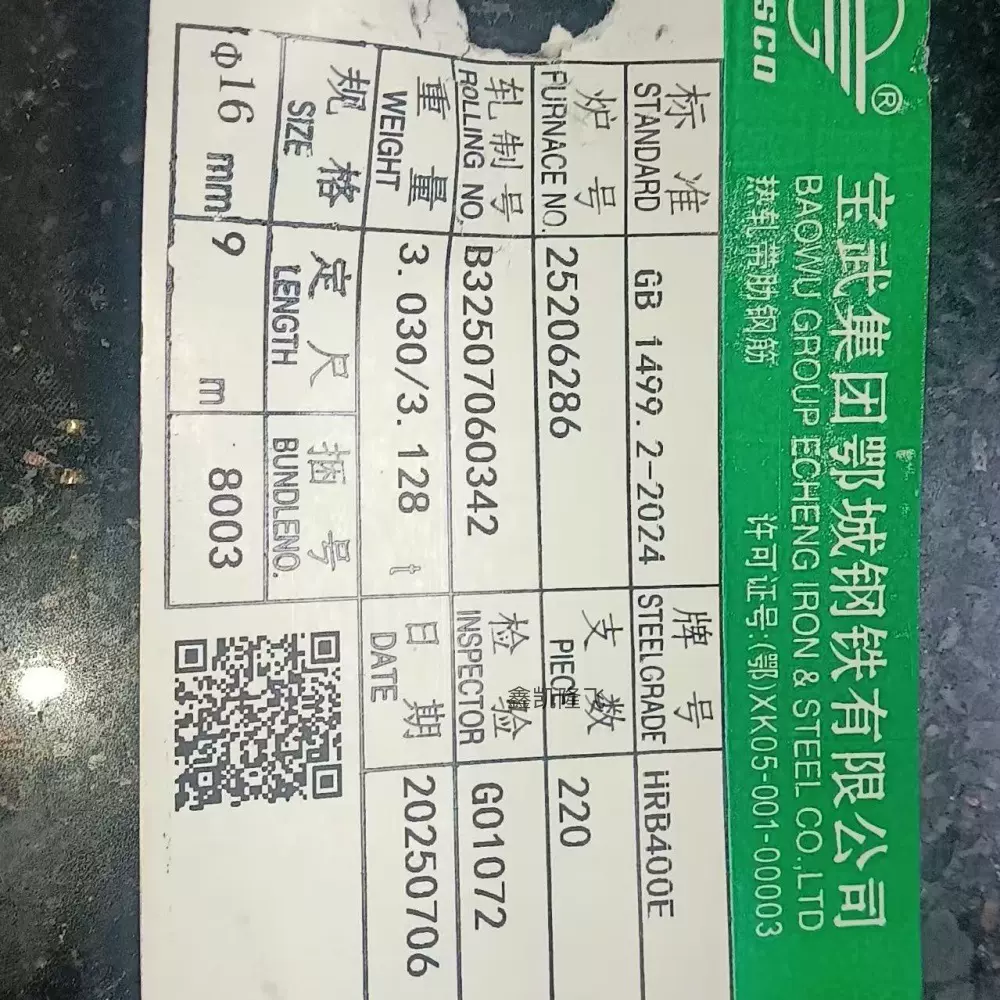 SCO
®
宝武集团鄂城钢铁有限公司
BAOWU GROUP ECHENG IRON & STEEL CO.,LTD
热轧带肋钢筋 许可证号:(鄂)XK05-001-00003
标准 STANDARD GB 1499.2-2024 牌号 STEELGRADE HRB400E
炉号 FURNACE NO. 25206286 支数 PIECE 220
轧制号 ROLLING NO. B32507060342 检验 INSPECTOR G01072
重量 WEIGHT 3.030/3.128 t 日期 DATE 20250706
规格 SIZE 定尺 LENGTH 捆号 BUNDLENO.
Φ16 mm 9 m 8003
鑫凯隆